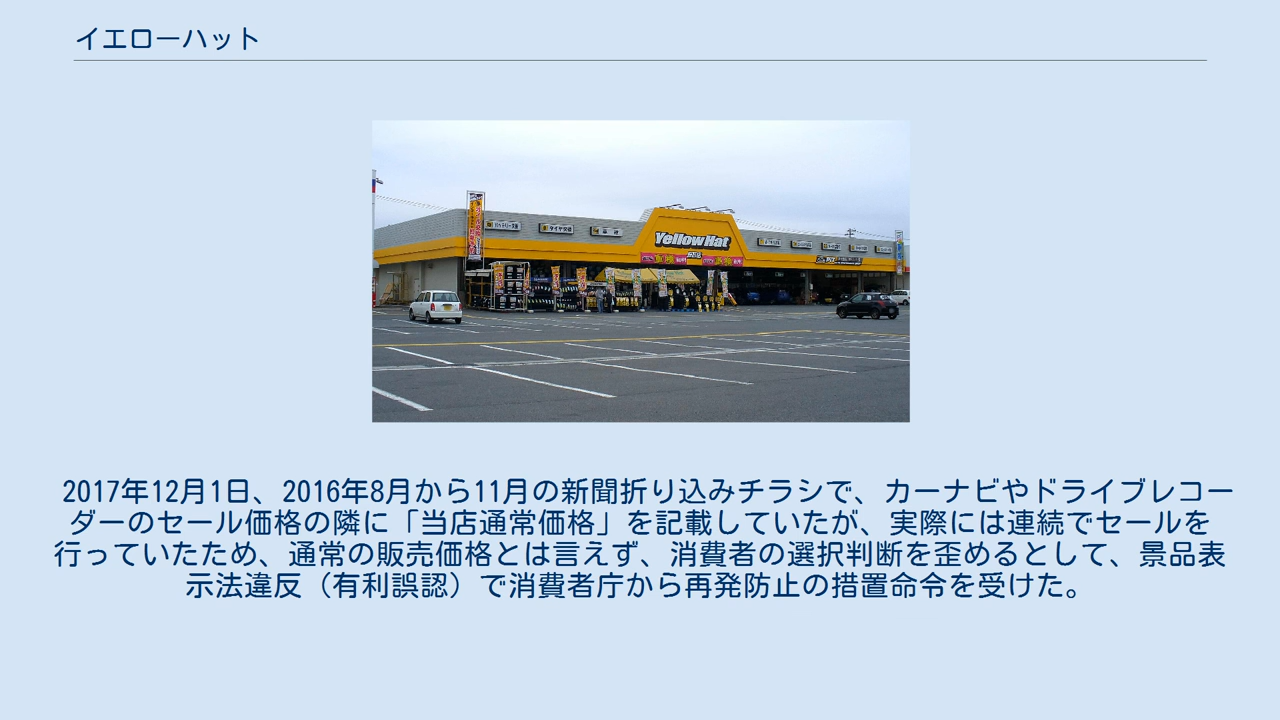 イエローハット
Yellow Hat
タイヤ交換
2017年12月1日、2016年8月から11月の新聞折り込みチラシで、カーナビやドライブレコー
ダーのセール価格の隣に「当店通常価格」を記載していたが、実際には連続でセールを
行っていたため、通常の販売価格とは言えず、消費者の選択判断を歪めるとして、景品表
示法違反（有利誤認）で消費者庁から再発防止の措置命令を受けた。